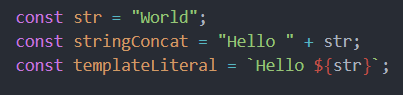 const str = "World";
const stringConcat = "Hello " + str;
const templateLiteral = `Hello ${str}`;